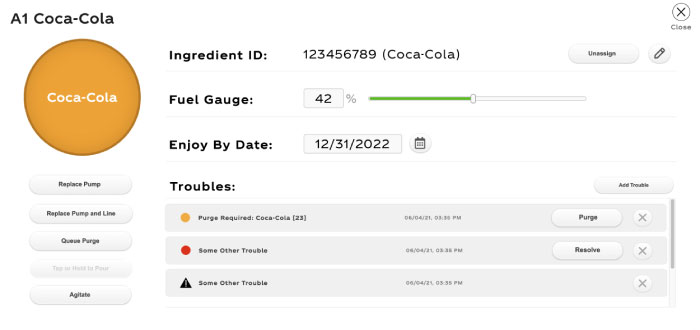 A1 Coca-Cola
Close
Coca-Cola
Ingredient ID: 123456789 (Coca-Cola) Unassign
Fuel Gauge: 42 %
Enjoy By Date: 12/31/2022
Replace Pump
Replace Pump and Line
Queue Purge
Tap or Hold to Pour
Agitate
Troubles: Add Trouble
Purge Required: Coca-Cola [23] 06/04/21, 03:35 PM Purge
Some Other Trouble 06/04/21, 03:35 PM Resolve
Some Other Trouble 06/04/21, 03:35 PM